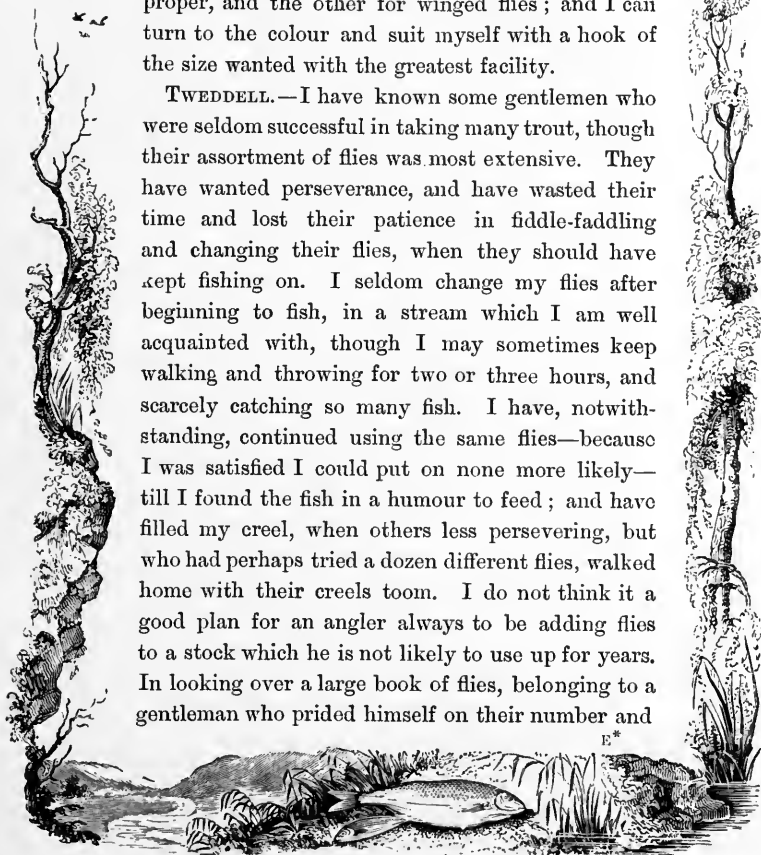 proper, and the other for winged flies; and I can
turn to the colour and suit myself with a hook of
the size wanted with the greatest facility.
TWEDDELL.—I have known some gentlemen who
were seldom successful in taking many trout, though
their assortment of flies was most extensive. They
have wanted perseverance, and have wasted their
time and lost their patience in fiddle-faddling
and changing their flies, when they should have
kept fishing on. I seldom change my flies after
beginning to fish, in a stream which I am well
acquainted with, though I may sometimes keep
walking and throwing for two or three hours, and
scarcely catching so many fish. I have, notwith-
standing, continued using the same flies—because
I was satisfied I could put on none more likely—
till I found the fish in a humour to feed; and have
filled my creel, when others less persevering, but
who had perhaps tried a dozen different flies, walked
home with their creels toom. I do not think it a
good plan for an angler always to be adding flies
to a stock which he is not likely to use up for years.
In looking over a large book of flies, belonging to a
gentleman who prided himself on their number and
E*